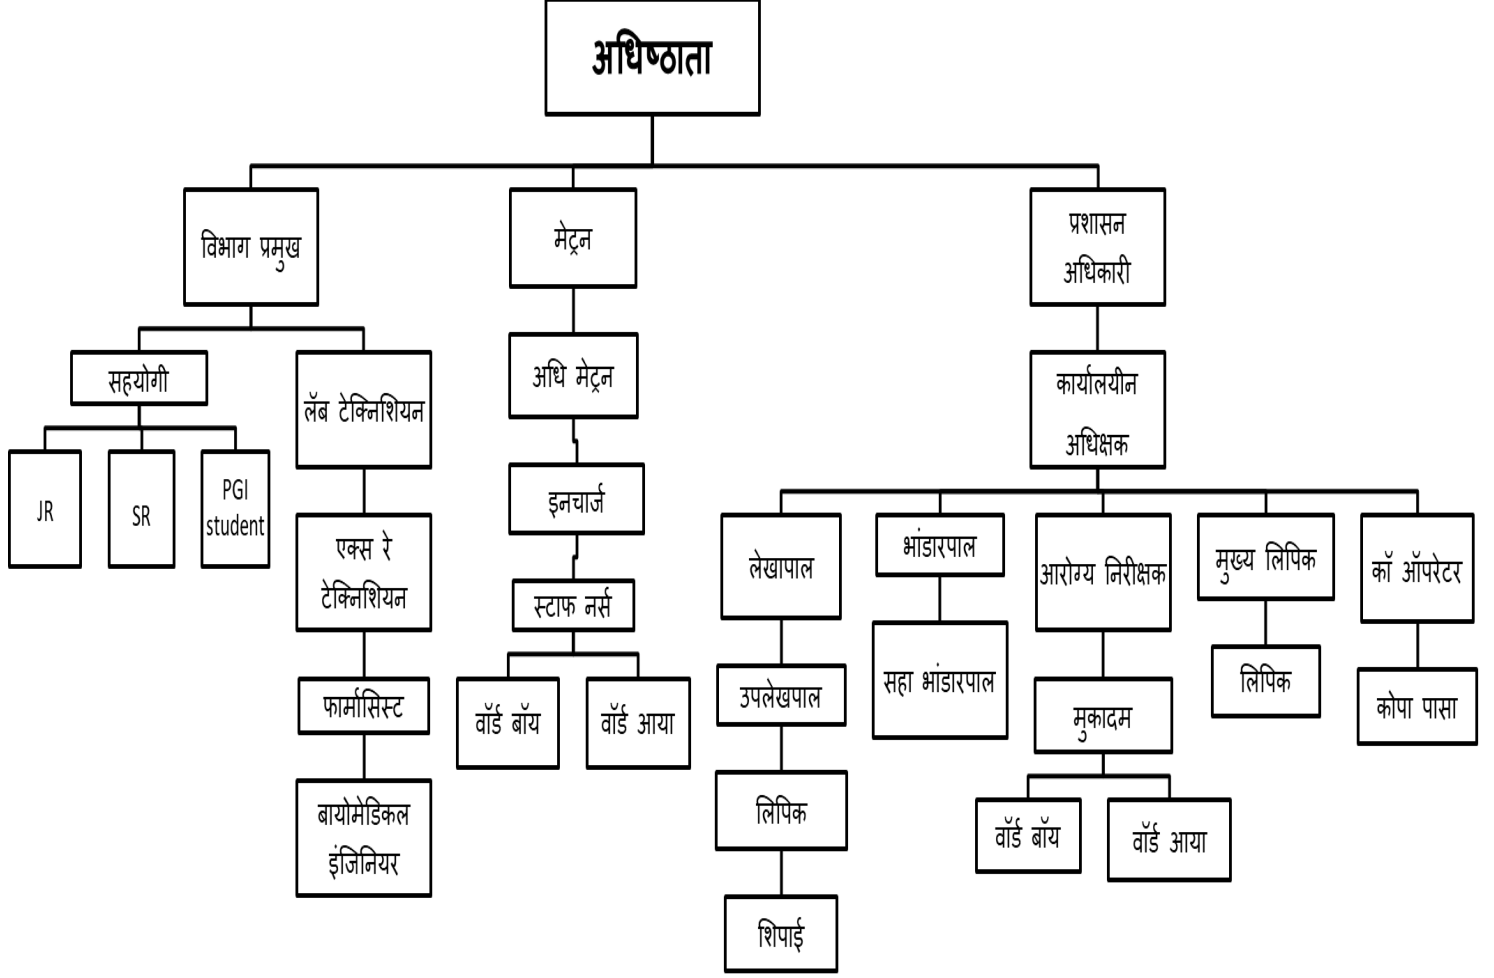 अधिष्ठाता
विभाग प्रमुख
मेट्रन
प्रशासन
अधिकारी
सहयोगी
लॅब टेक्निशियन
अधि मेट्रन
कार्यालयीन
अधिक्षक
JR
SR
PGI
student
एक्स रे
टेक्निशियन
इनचार्ज
लेखापाल
भांडारपाल
आरोग्य निरीक्षक
मुख्य लिपिक
कॉ ऑपरेटर
स्टाफ नर्स
फार्मासिस्ट
वॉर्ड बॉय
वॉर्ड आया
उपलेखपाल
सहा भांडारपाल
मुकादम
लिपिक
कोपा पासा
बायोमेडिकल
इंजिनियर
लिपिक
वॉर्ड बॉय
वॉर्ड आया
शिपाई